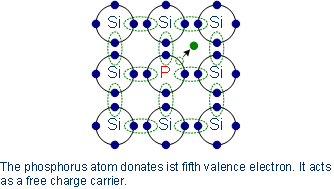 Si Si Si
Si P Si
Si Si Si
The phosphorus atom donates ist fifth valence electron. It acts
as a free charge carrier.